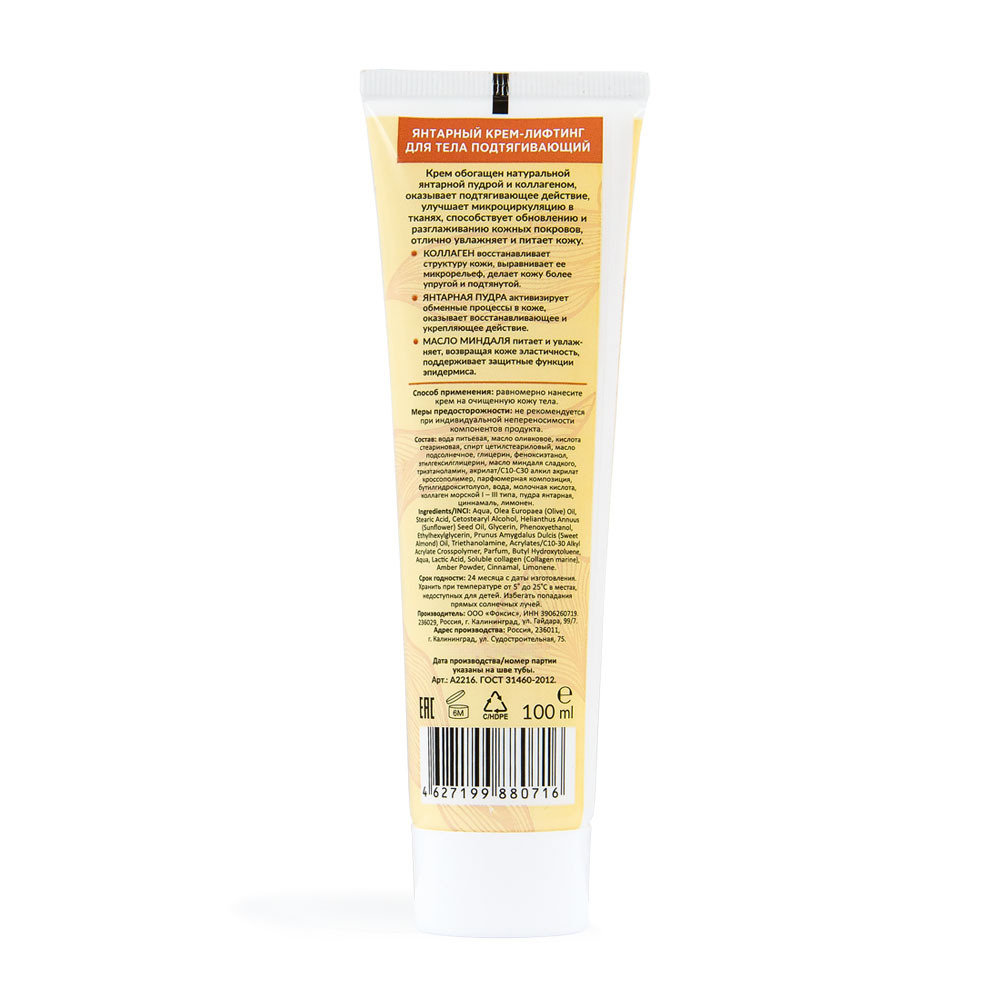 ЯНТАРНЫЙ КРЕМ-ЛИФТИНГ
ДЛЯ ТЕЛА ПОДТЯГИВАЮЩИЙ
Крем обогащен натуральной
янтарной пудрой и коллагеном,
оказывает подтягивающее действие,
улучшает микроциркуляцию в
тканях, способствует обновлению и
разглаживанию кожных покровов,
отлично увлажняет и питает кожу.
• КОЛЛАГЕН восстанавливает
структуру кожи, выравнивает ее
микрорельеф, делает кожу более
упругой и подтянутой.
• ЯНТАРНАЯ ПУДРА активизирует
обменные процессы в коже,
оказывает восстанавливающее и
укрепляющее действие.
• МАСЛО МИНДАЛЯ питает и увлаж-
няет, возвращая коже эластичность,
поддерживает защитные функции
эпидермиса.
Способ применения: равномерно нанесите
крем на очищенную кожу тела.
Меры предосторожности: не рекомендуется
при индивидуальной непереносимости
компонентов продукта.
Состав: вода питьевая, масло оливковое, кислота
стеариновая, спирт цетилстеариловый, масло
подсолнечное, глицерин, феноксиэтанол,
этилгексилглицерин, масло миндаля сладкого,
триэтаноламин, акрилат/С10-С30 алкил акрилат
кроссполимер, парфюмерная композиция,
бутилгидрокситолуол, вода, молочная кислота,
коллаген морской I – III типа, пудра янтарная,
циннамаль, лимонен.
Ingredients/INCI: Aqua, Olea Europaea (Olive) Oil,
Stearic Acid, Cetostearyl Alcohol, Helianthus Annuus
(Sunflower) Seed Oil, Glycerin, Phenoxyethanol,
Ethylhexylglycerin, Prunus Amygdalus Dulcis (Sweet
Almond) Oil, Triethanolamine, Acrylates/C10-30 Alkyl
Acrylate Crosspolymer, Parfum, Butyl Hydroxytoluene,
Aqua, Lactic Acid, Soluble collagen (Collagen marine),
Amber Powder, Cinnamal, Limonene.
Срок годности: 24 месяца с даты изготовления.
Хранить при температуре от 5˚ до 25˚С в местах,
недоступных для детей. Избегать попадания
прямых солнечных лучей.
Производитель: ООО «Фоксис», ИНН 3906260719.
236029, Россия, г. Калининград, ул. Гайдара, 99/7.
Адрес производства: Россия, 236011,
г. Калининград, ул. Судостроительная, 75.
Дата производства/номер партии
указаны на шве тубы.
Арт.: А2216. ГОСТ 31460-2012.
EAC 6M C/HDPE 100 ml e
4 627199 880716